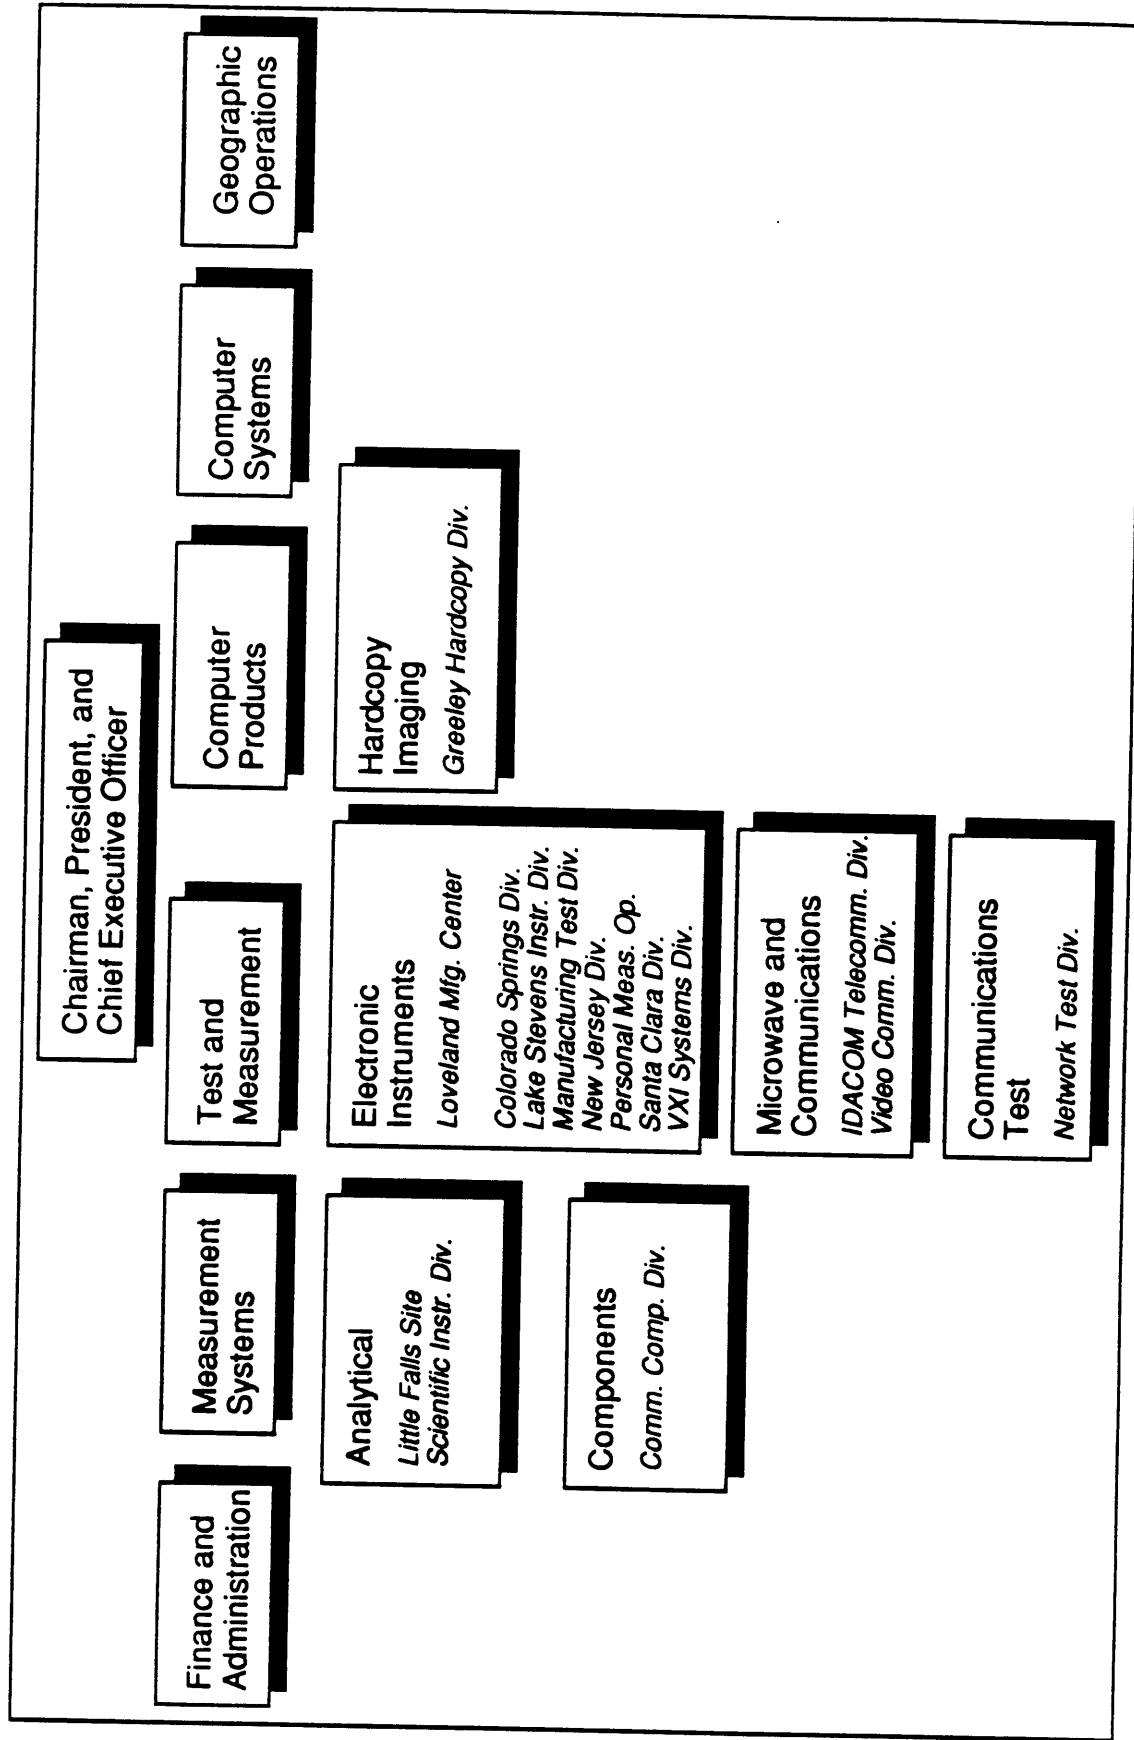 Chairman, President, and
Chief Executive Officer
Finance and
Administration
Measurement
Systems
Test and
Measurement
Computer
Products
Computer
Systems
Geographic
Operations
Analytical
Little Falls Site
Scientific Instr. Div.
Components
Comm. Comp. Div.
Electronic
Instruments
Loveland Mfg. Center
Colorado Springs Div.
Lake Stevens Instr. Div.
Manufacturing Test Div.
New Jersey Div.
Personal Meas. Op.
Santa Clara Div.
VXI Systems Div.
Microwave and
Communications
IDACOM Telecomm. Div.
Video Comm. Div.
Communications
Test
Network Test Div.
Hardcopy
Imaging
Greeley Hardcopy Div.